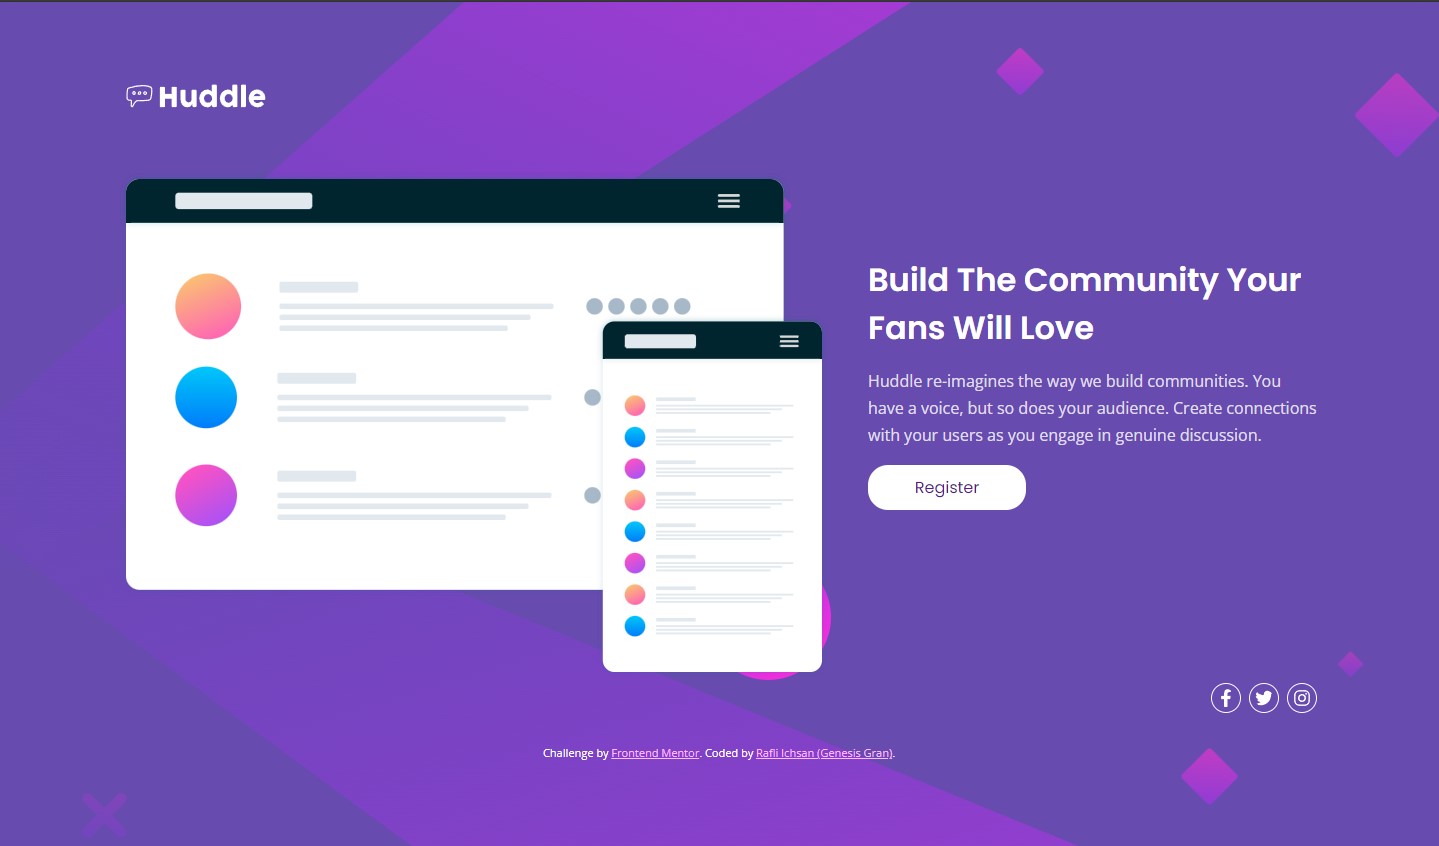 Huddle
Build The Community Your
Fans Will Love
Huddle re-imagines the way we build communities. You
have a voice, but so does your audience. Create connections
with your users as you engage in genuine discussion.
Register
Challenge by Frontend Mentor. Coded by Rafli Ichsan (Genesis Gran).